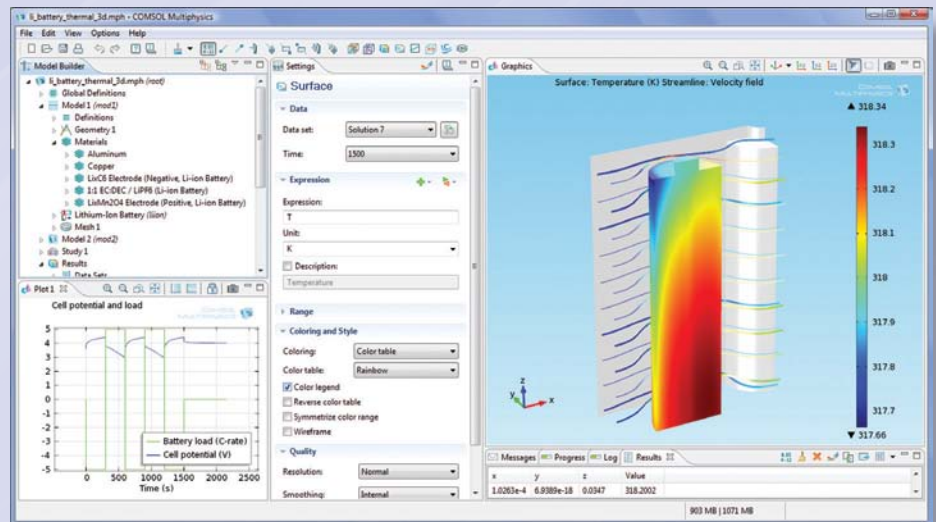 li_battery_thermal_3d.mph - COMSOL Multiphysics
File Edit View Options Help
Model Builder
li_battery_thermal_3d.mph (root)
Global Definitions
Model 1 (mod1)
Definitions
Geometry 1
Materials
Aluminum
Copper
LixC6 Electrode (Negative, Li-ion Battery)
1:1 EC:DEC / LiPF6 (Li-ion Battery)
LixMn2O4 Electrode (Positive, Li-ion Battery)
Lithium-Ion Battery (liion)
Mesh 1
Model 2 (mod2)
Study 1
Results
Data Sets
Plot 1
Cell potential and load
COMSOL
MULTIPHYSICS
5
4
3
2
1
0
-1
-2
-3
-4
-5
Battery load (C-rate)
Cell potential (V)
0 500 1000 1500 2000 2500
Time (s)
Settings
Surface
Data
Data set: Solution 7
Time: 1500
Expression
Expression:
T
Unit:
K
Description:
Temperature
Range
Coloring and Style
Coloring: Color table
Color table: Rainbow
Color legend
Reverse color table
Symmetrize color range
Wireframe
Quality
Resolution: Normal
Smoothing: Internal
Graphics
Surface: Temperature (K) Streamline: Velocity field
COMSOL
MULTIPHYSICS
318.34
318.3
318.2
318.1
318
317.9
317.8
317.7
317.66
z
y
x
Messages Progress Log Results
x y z Value
1.0263e-4 6.9389e-18 0.0347 318.2002
903 MB | 1071 MB